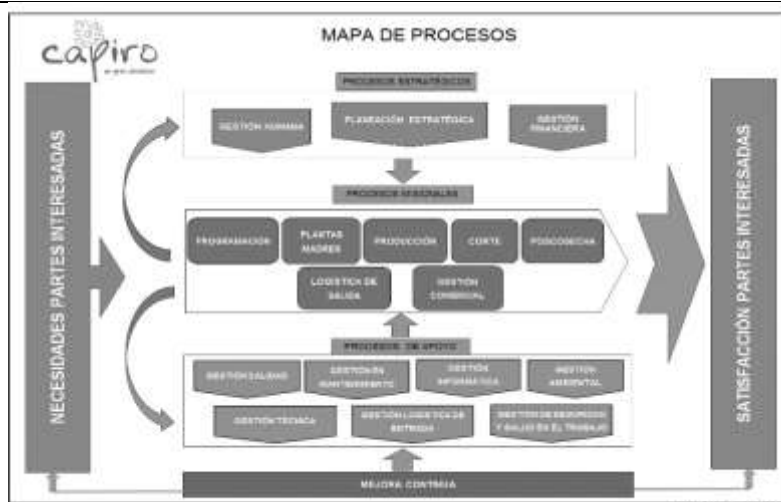 capiro
MAPA DE PROCESOS
PROCESOS ESTRATÉGICOS
GESTIÓN HUMANA
PLANEACIÓN ESTRATÉGICA
GESTIÓN
FINANCIERA
NECESIDADES PARTES INTERESADAS
SATISFACCIÓN PARTES INTERESADAS
PROCESOS MISIONALES
PROGRAMACIÓN
PLANTAS
MADRES
PRODUCCIÓN
CORTE
POSCOSECHA
LOGISTICA DE
SALIDA
GESTIÓN
COMERCIAL
PROCESOS DE APOYO
GESTIÓN CALIDAD
GESTIÓN EN
MANTENIMIENTO
GESTIÓN
INFORMÁTICA
GESTIÓN
AMBIENTAL
GESTIÓN TÉCNICA
GESTIÓN LOGISTICA DE
ENTRADA
GESTIÓN DE SEGURIDAD
Y SALUD EN EL TRABAJO
MEJORA CONTINUA